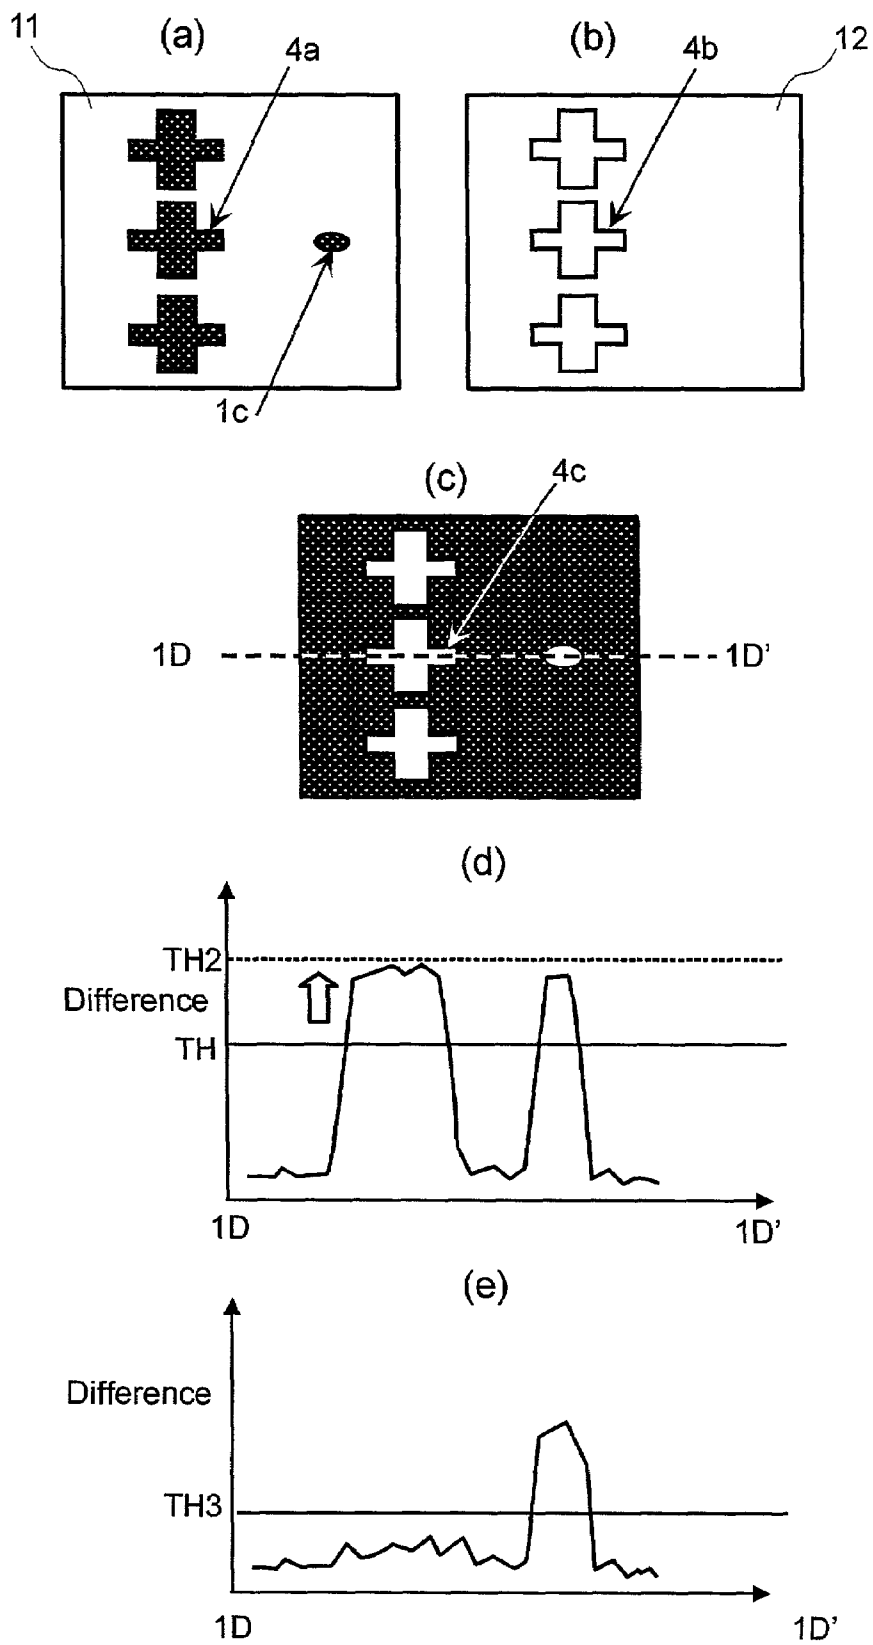 (a)
11
4a
1c
(b)
4b
12
(c)
4c
1D
1D'
(d)
TH2
Difference
TH
1D
1D'
(e)
Difference
TH3
1D
1D'